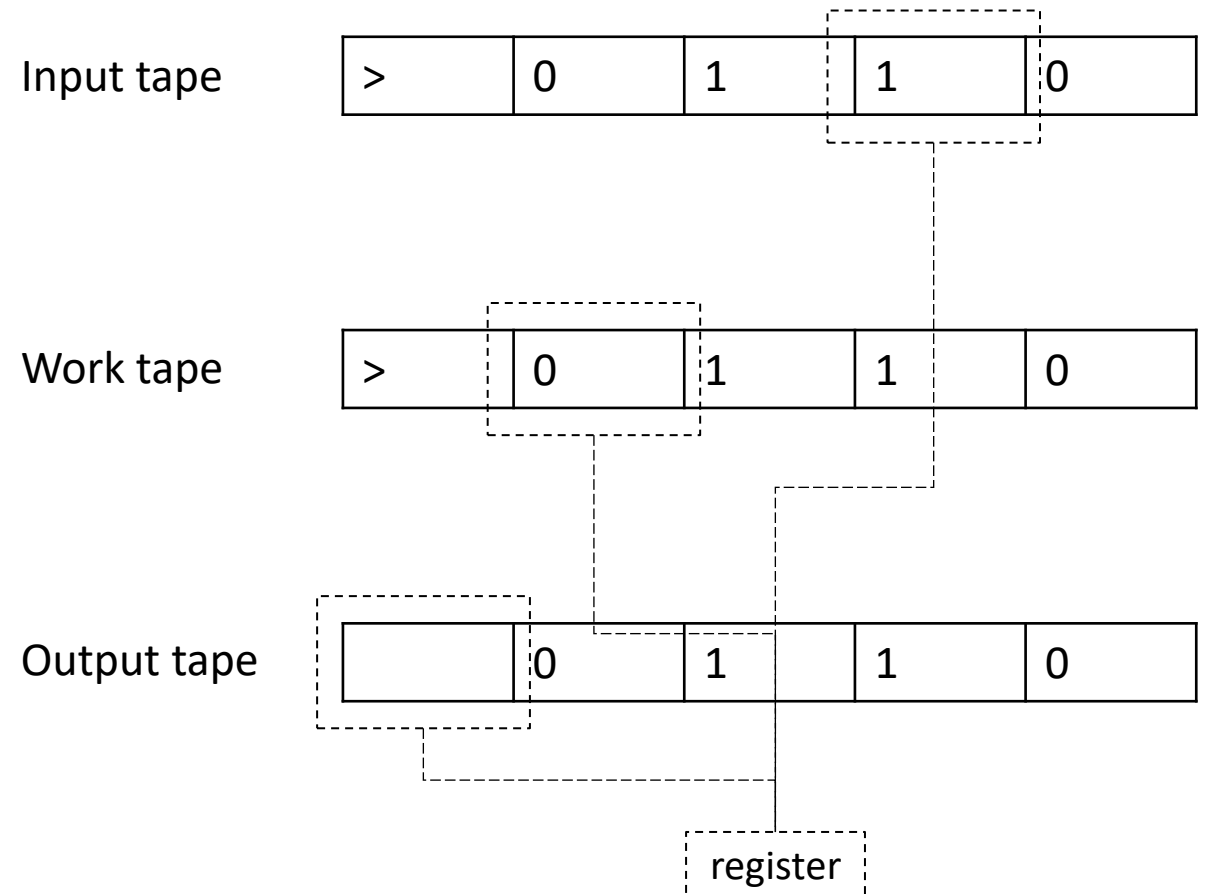 Input tape > 0 1 1 0
Work tape > 0 1 1 0
Output tape 0 1 1 0
register